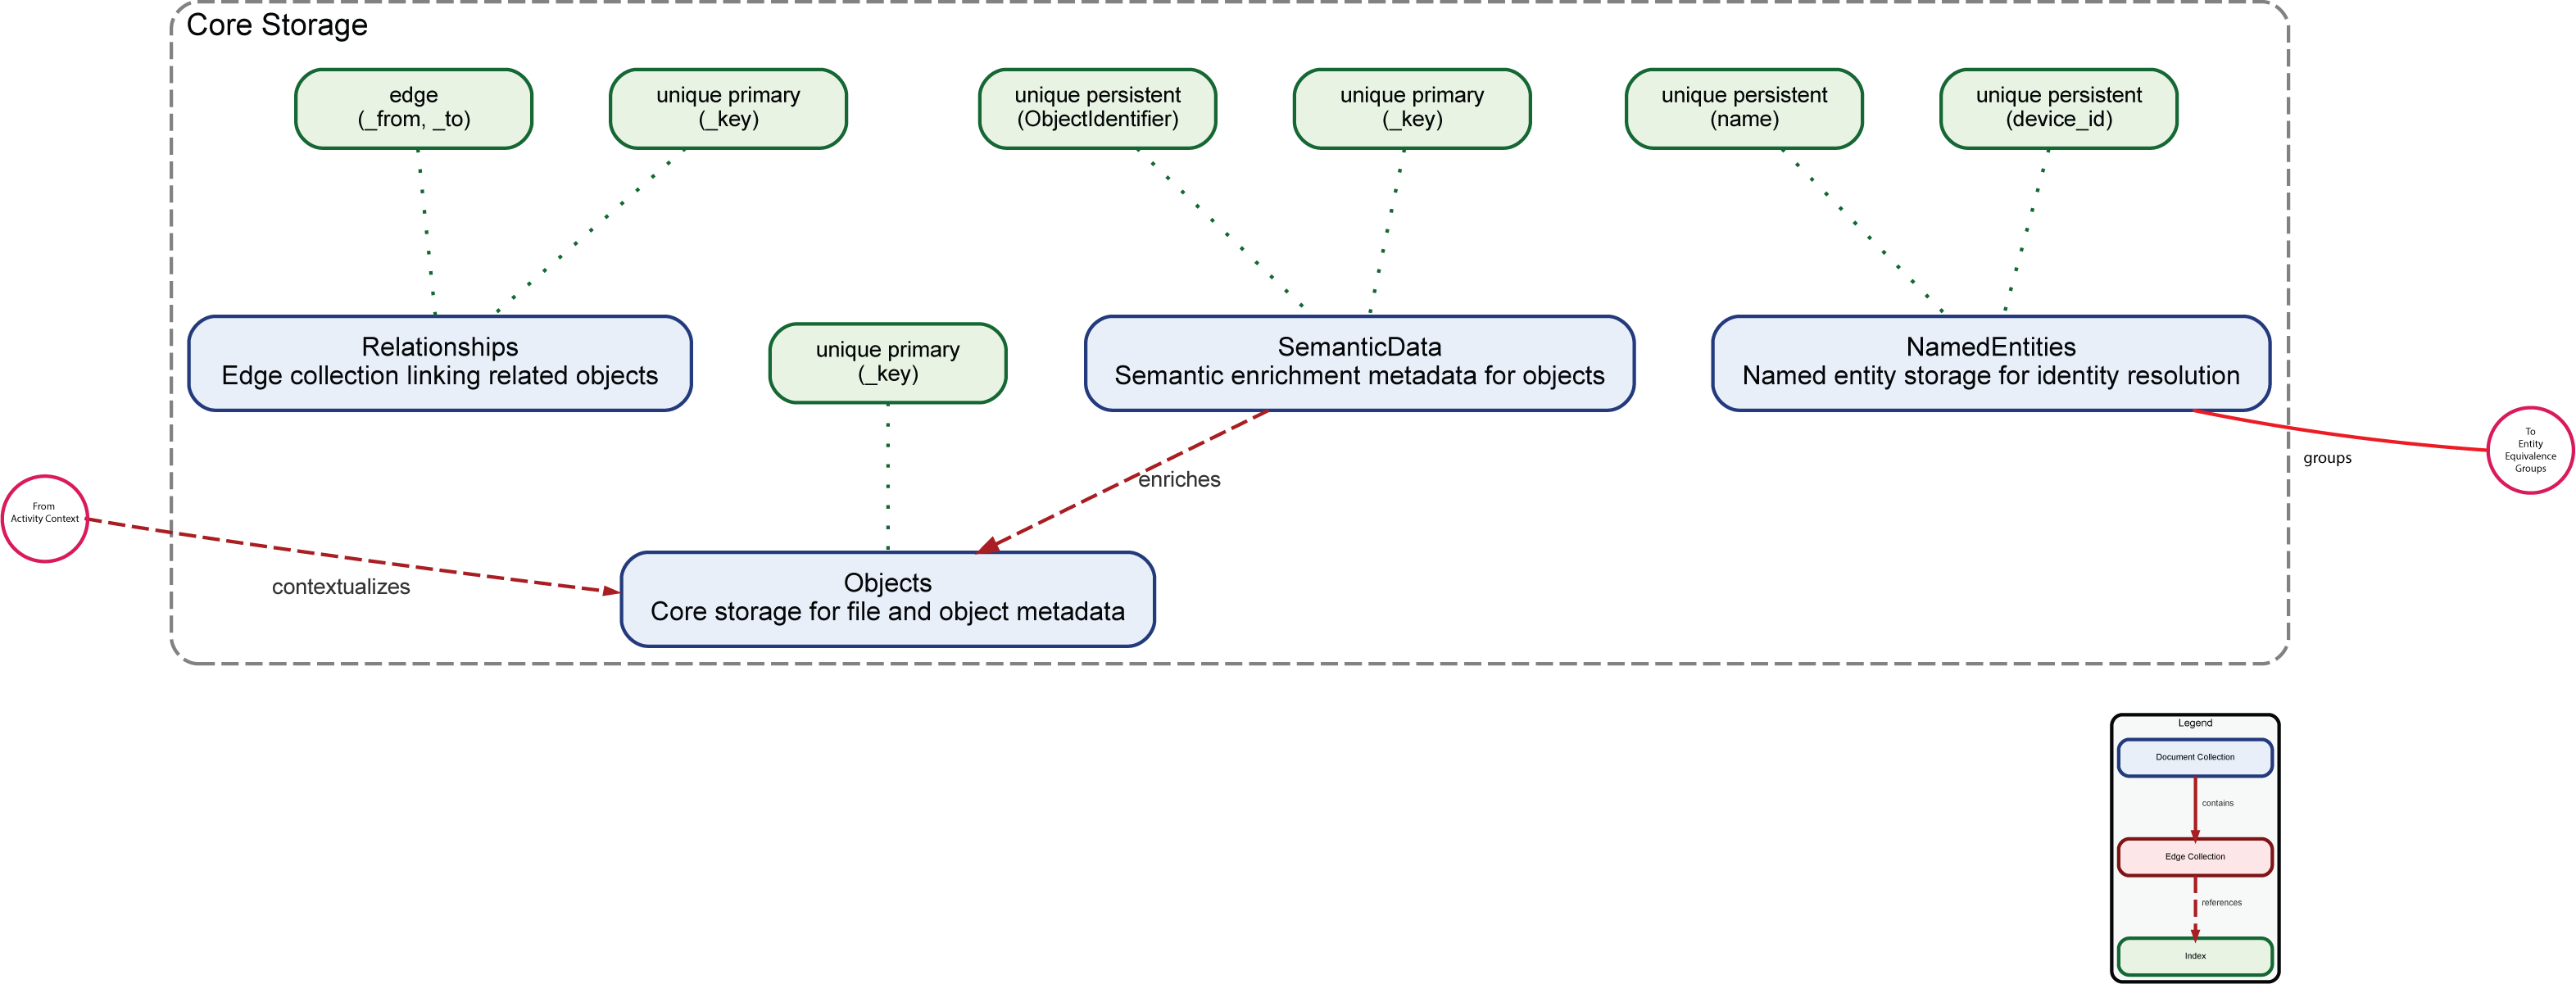 Core Storage
edge
(_from, _to)
unique primary
(_key)
unique persistent
(ObjectIdentifier)
unique primary
(_key)
unique persistent
(name)
unique persistent
(device_id)
Relationships
Edge collection linking related objects
unique primary
(_key)
SemanticData
Semantic enrichment metadata for objects
NamedEntities
Named entity storage for identity resolution
To
Entity
Equivalence
Groups
groups
enriches
From
Activity Context
contextualizes
Objects
Core storage for file and object metadata
Legend
Document Collection
contains
Edge Collection
references
Index